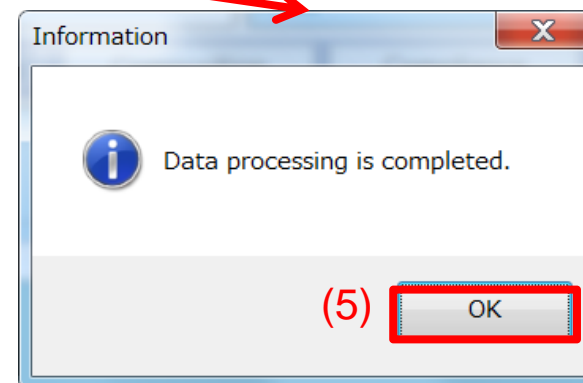 Information
Data processing is completed.
(5) OK